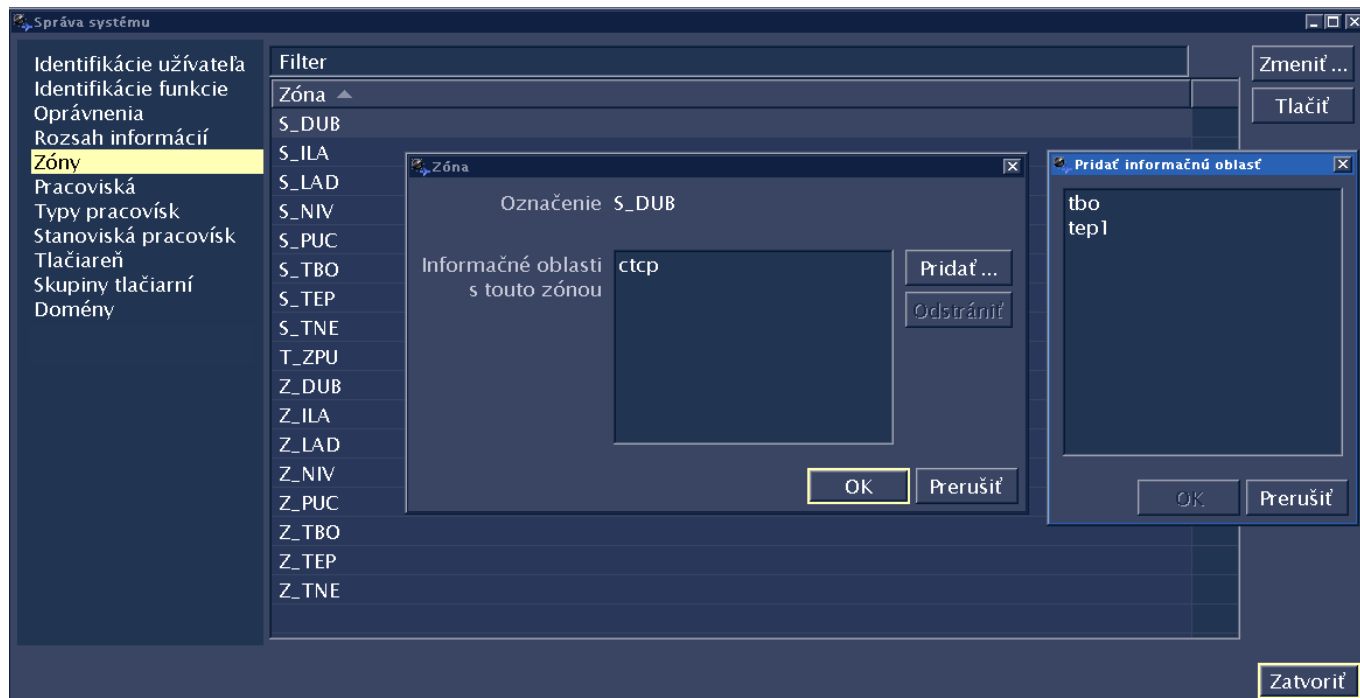 Správa systému
Identifikácie užívateľa
Identifikácie funkcie
Oprávnenia
Rozsah informácií
Zóny
Pracoviská
Typy pracovísk
Stanoviská pracovísk
Tlačiareň
Skupiny tlačiarní
Domény
Filter
Zóna
S_DUB
S_ILA
S_LAD
S_NIV
S_PUC
S_TBO
S_TEP
S_TNE
T_ZPU
Z_DUB
Z_ILA
Z_LAD
Z_NIV
Z_PUC
Z_TBO
Z_TEP
Z_TNE
Zmeniť ...
Tlačiť
Zóna
Označenie S_DUB
Informačné oblasti
s touto zónou
ctcp
Pridať ...
Odstrániť
OK
Prerušiť
Pridať informačnú oblasť
tbo
tep1
OK
Prerušiť
Zatvoriť